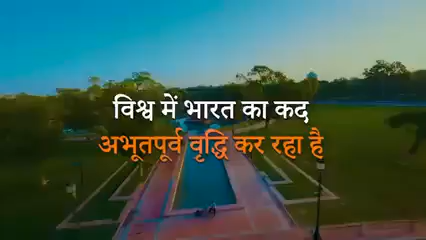 विश्व में भारत का कद
अभूतपूर्व वृद्धि कर रहा है